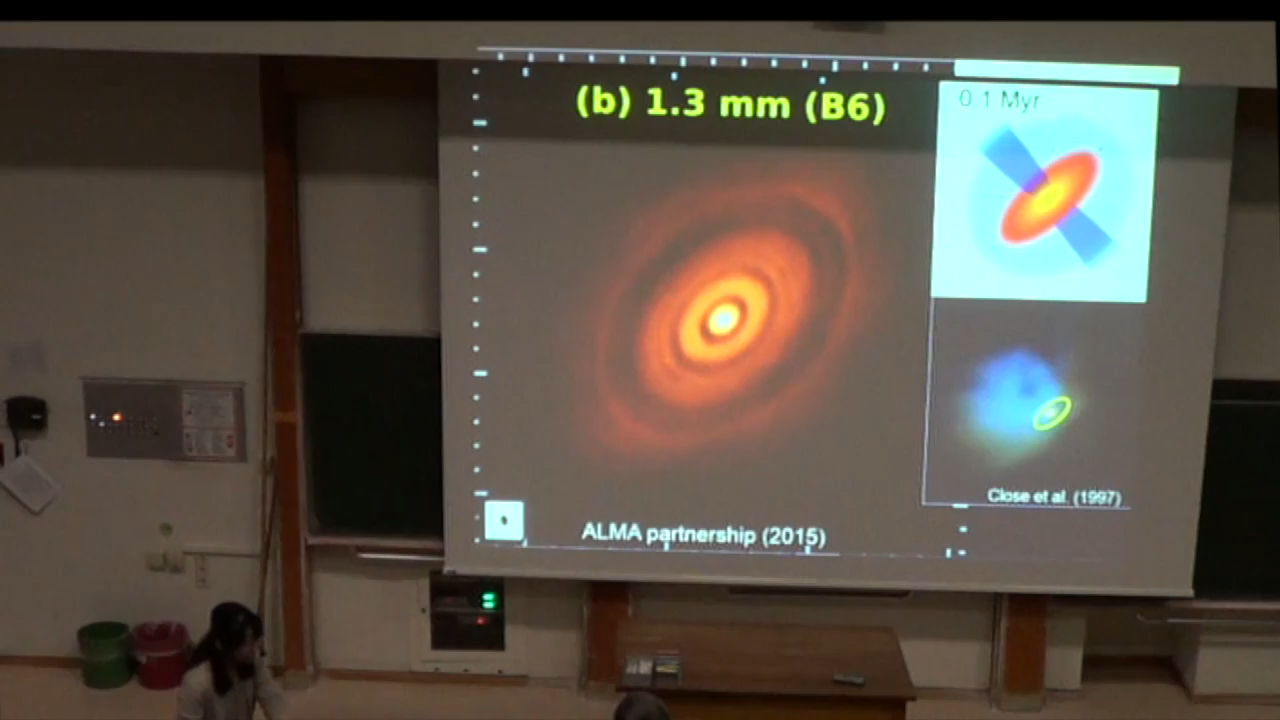 (b) 1.3 mm (B6)
0.1 Myr
Close et al. (1997)
ALMA partnership (2015)